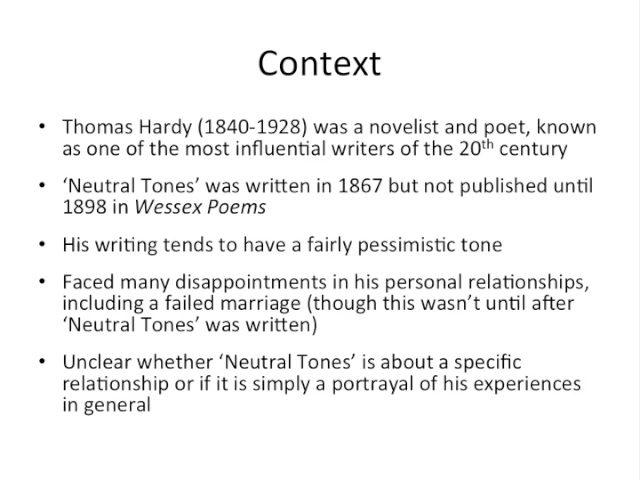 Context
• Thomas Hardy (1840-1928) was a novelist and poet, known
as one of the most influential writers of the 20th century
• ‘Neutral Tones’ was written in 1867 but not published until
1898 in Wessex Poems
• His writing tends to have a fairly pessimistic tone
• Faced many disappointments in his personal relationships,
including a failed marriage (though this wasn’t until after
‘Neutral Tones’ was written)
• Unclear whether ‘Neutral Tones’ is about a specific
relationship or if it is simply a portrayal of his experiences
in general